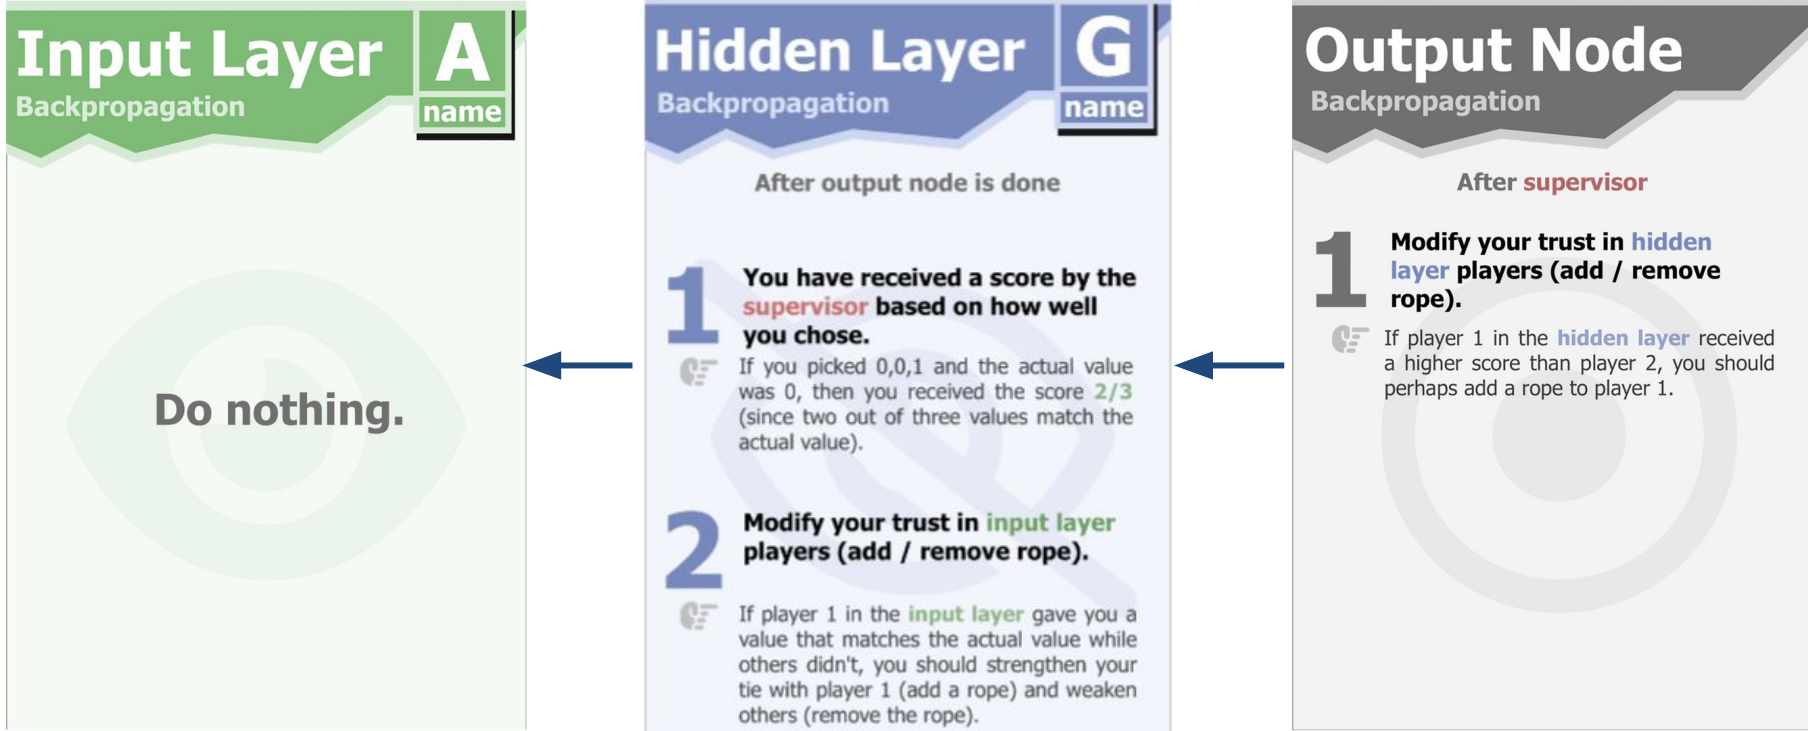 Input Layer
A
Backpropagation
name
Do nothing.
Hidden Layer
G
Backpropagation
name
After output node is done
1
You have received a score by the
supervisor based on how well
you chose.
If you picked 0,0,1 and the actual value
was 0, then you received the score 2/3
(since two out of three values match the
actual value).
2
Modify your trust in input layer
players (add / remove rope).
If player 1 in the input layer gave you a
value that matches the actual value while
others didn't, you should strengthen your
tie with player 1 (add a rope) and weaken
others (remove the rope).
Output Node
Backpropagation
After supervisor
1
Modify your trust in hidden
layer players (add / remove
rope).
If player 1 in the hidden layer received
a higher score than player 2, you should
perhaps add a rope to player 1.